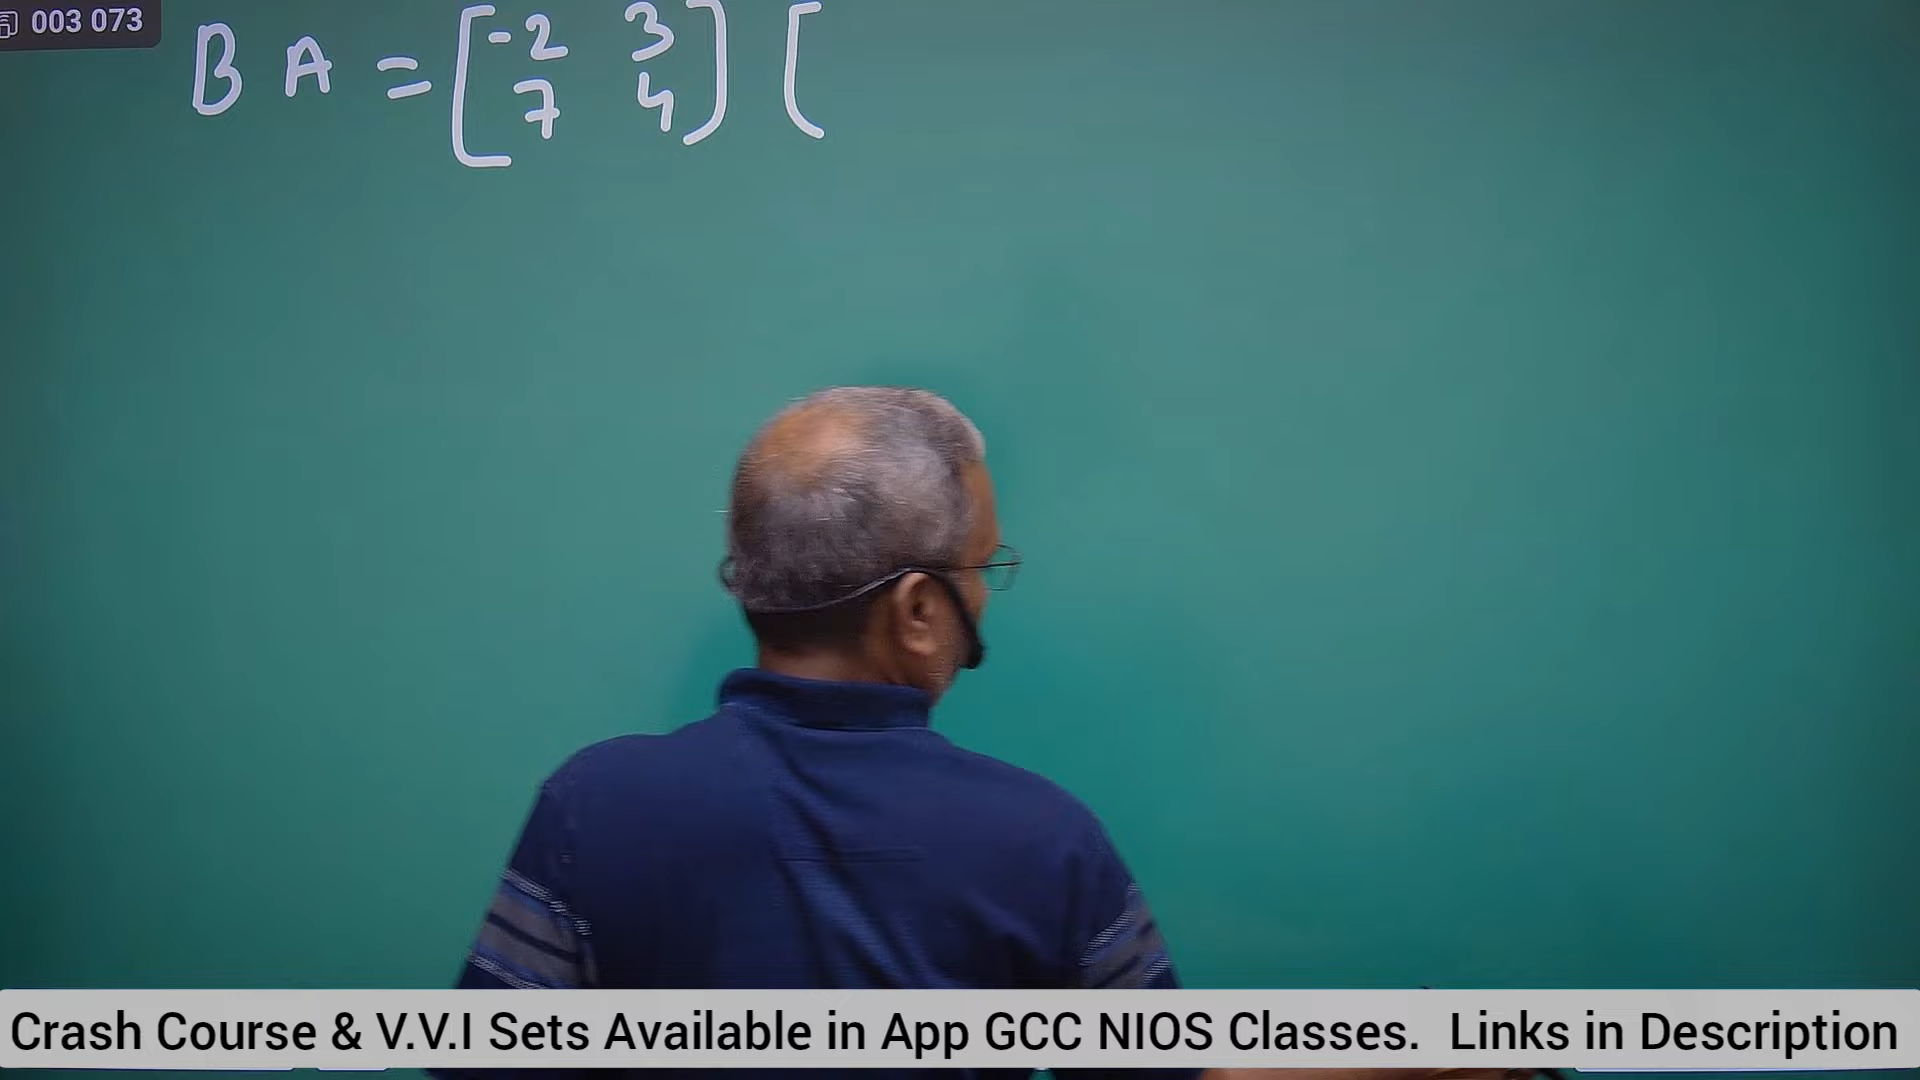 003 073
B A = [ -2 3 ] [
7 4
Crash Course & V.V.I Sets Available in App GCC NIOS Classes. Links in Description